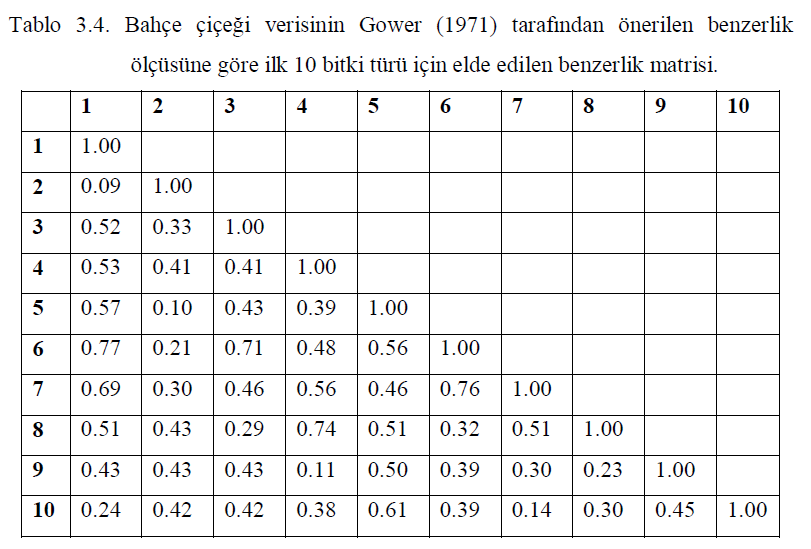 Tablo 3.4. Bahçe çiçeği verisinin Gower (1971) tarafından önerilen benzerlik
ölçüsüne göre ilk 10 bitki türü için elde edilen benzerlik matrisi.
1 2 3 4 5 6 7 8 9 10
1 1.00
2 0.09 1.00
3 0.52 0.33 1.00
4 0.53 0.41 0.41 1.00
5 0.57 0.10 0.43 0.39 1.00
6 0.77 0.21 0.71 0.48 0.56 1.00
7 0.69 0.30 0.46 0.56 0.46 0.76 1.00
8 0.51 0.43 0.29 0.74 0.51 0.32 0.51 1.00
9 0.43 0.43 0.43 0.11 0.50 0.39 0.30 0.23 1.00
10 0.24 0.42 0.42 0.38 0.61 0.39 0.14 0.30 0.45 1.00